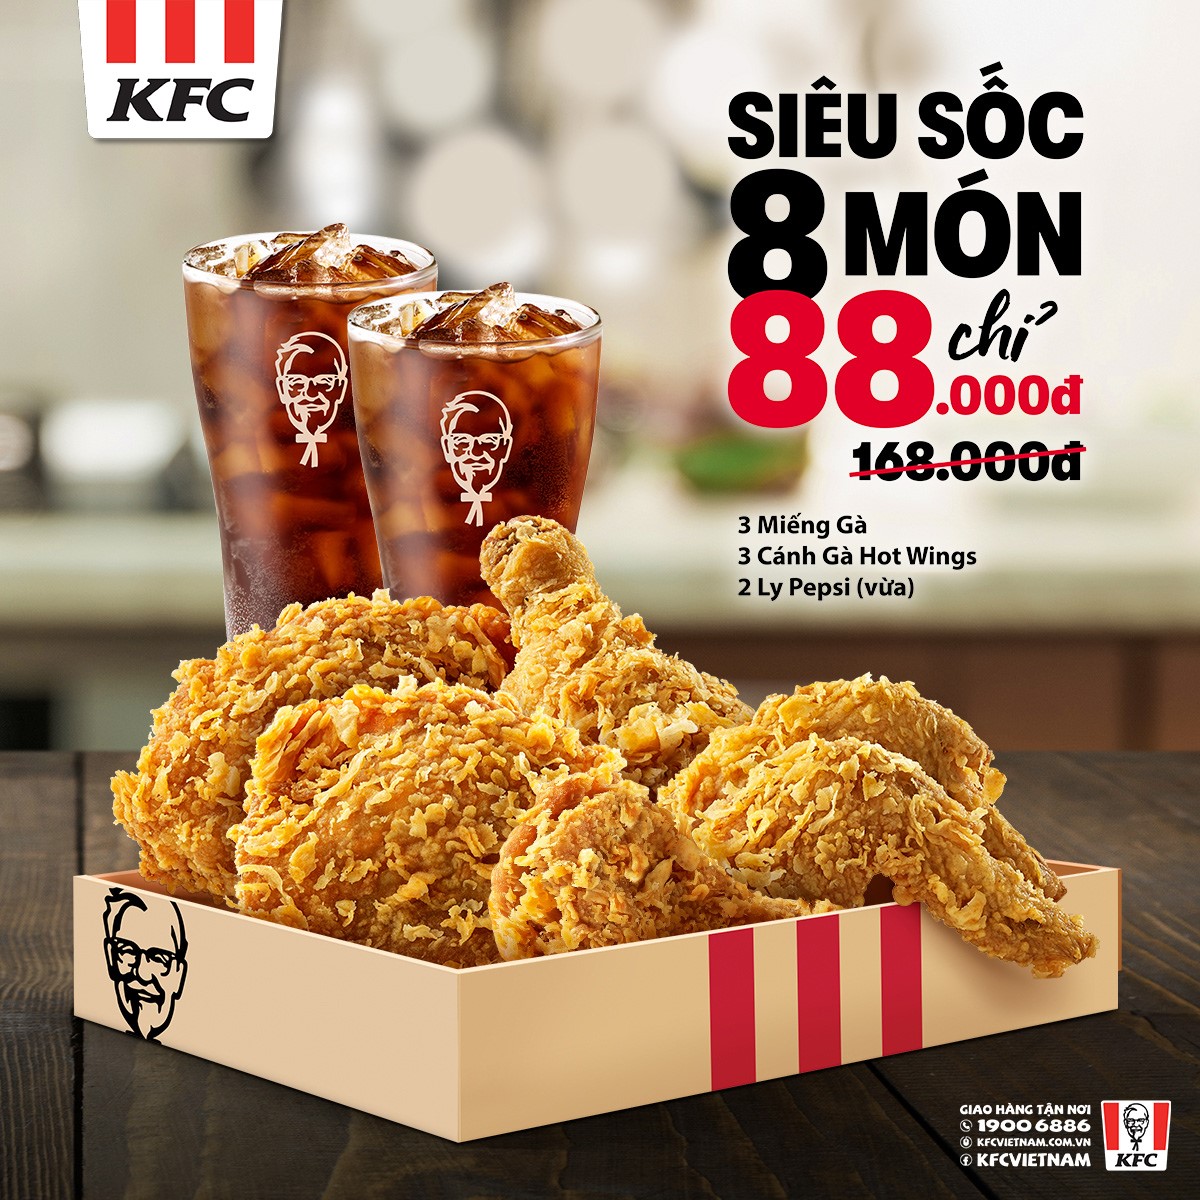 KFC
SIÊU SỐC
8 MÓN
chỉ
88.000đ
168.000đ
3 Miếng Gà
3 Cánh Gà Hot Wings
2 Ly Pepsi (vừa)
GIAO HÀNG TẬN NƠI
1900 6886
KFCVIETNAM.COM.VN
KFCVIETNAM
KFC